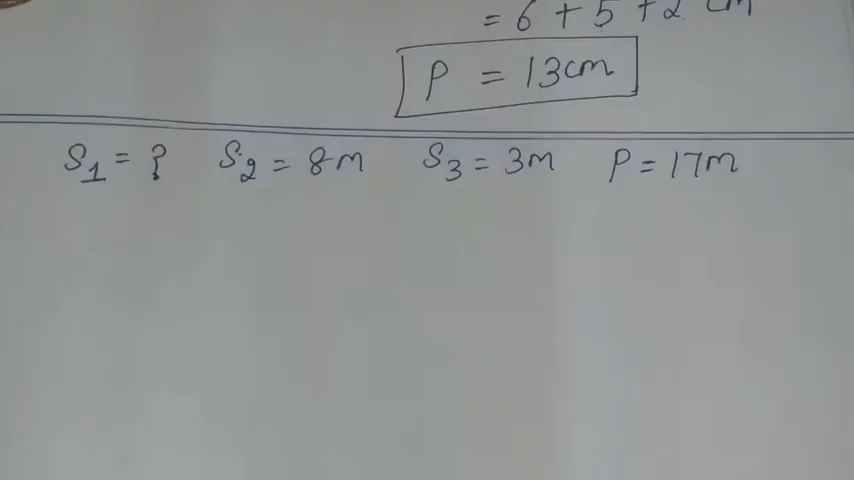 = 6 + 5 + 2 cm
P = 13cm
S1 = ? S2 = 8m S3 = 3m P = 17m